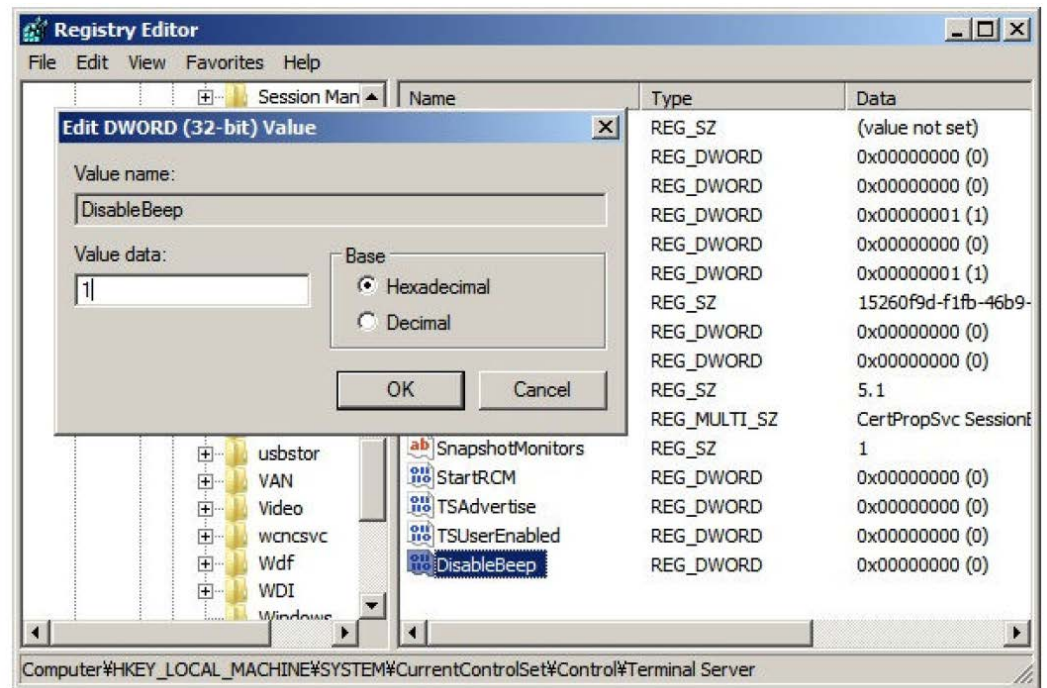 Registry Editor
File Edit View Favorites Help
Session Man
Name Type Data
Edit DWORD (32-bit) Value
Value name:
DisableBeep
Value data:
1
Base
Hexadecimal
Decimal
OK Cancel
REG_SZ (value not set)
REG_DWORD 0x00000000 (0)
REG_DWORD 0x00000000 (0)
REG_DWORD 0x00000001 (1)
REG_DWORD 0x00000000 (0)
REG_DWORD 0x00000001 (1)
REG_SZ 15260f9d-f1fb-46b9-
REG_DWORD 0x00000000 (0)
REG_DWORD 0x00000000 (0)
REG_SZ 5.1
REG_MULTI_SZ CertPropSvc SessionE
usbstor
VAN
Video
wcncsvc
Wdf
WDI
Windows
SnapshotMonitors REG_SZ 1
StartRCM REG_DWORD 0x00000000 (0)
TSAdvertise REG_DWORD 0x00000000 (0)
TSUserEnabled REG_DWORD 0x00000000 (0)
DisableBeep REG_DWORD 0x00000000 (0)
Computer¥HKEY_LOCAL_MACHINE¥SYSTEM¥CurrentControlSet¥Control¥Terminal Server